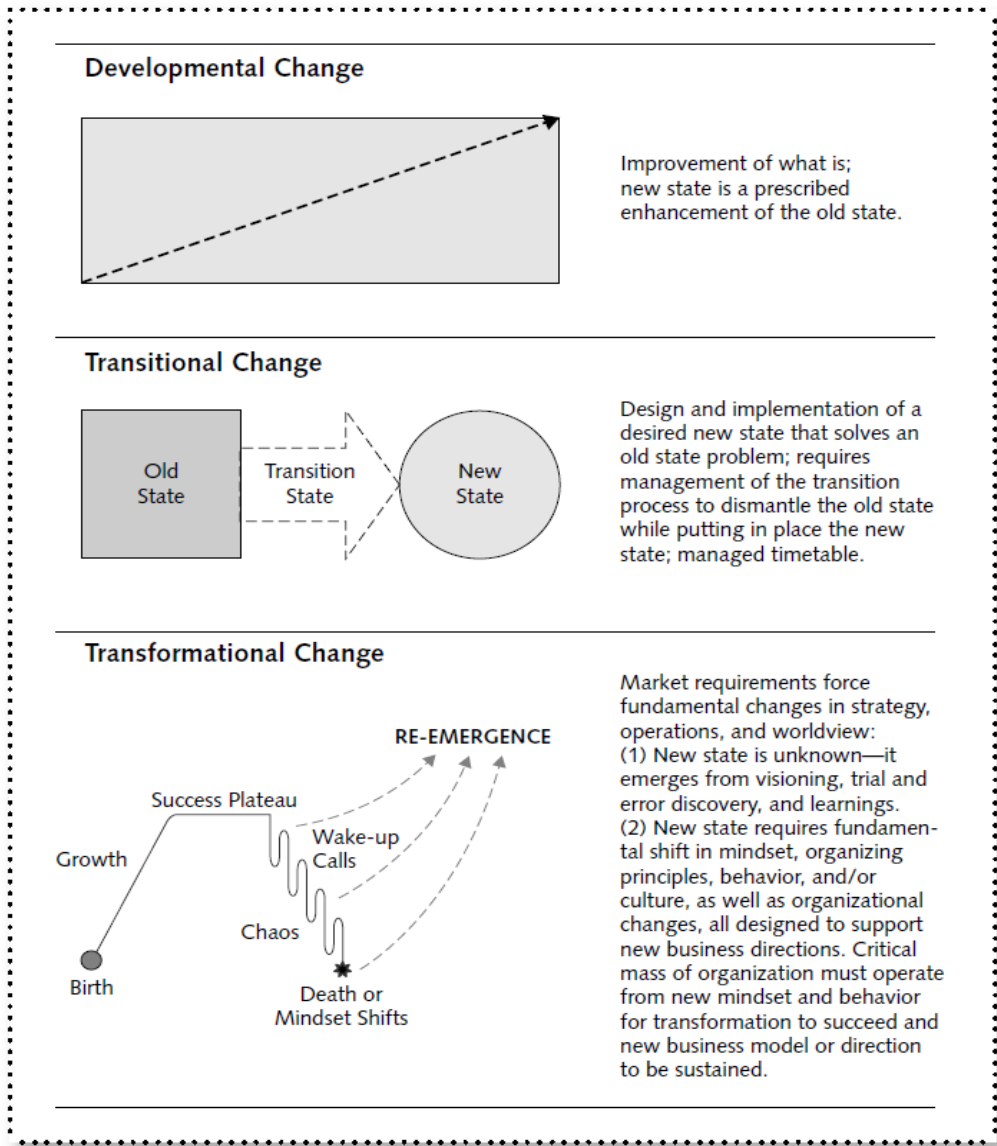 Developmental Change
Improvement of what is;
new state is a prescribed
enhancement of the old state.
Transitional Change
Old
State
Transition
State
New
State
Design and implementation of a
desired new state that solves an
old state problem; requires
management of the transition
process to dismantle the old state
while putting in place the new
state; managed timetable.
Transformational Change
RE-EMERGENCE
Success Plateau
Wake-up
Calls
Growth
Chaos
Birth
Death or
Mindset Shifts
Market requirements force
fundamental changes in strategy,
operations, and worldview:
(1) New state is unknown—it
emerges from visioning, trial and
error discovery, and learnings.
(2) New state requires fundamen-
tal shift in mindset, organizing
principles, behavior, and/or
culture, as well as organizational
changes, all designed to support
new business directions. Critical
mass of organization must operate
from new mindset and behavior
for transformation to succeed and
new business model or direction
to be sustained.